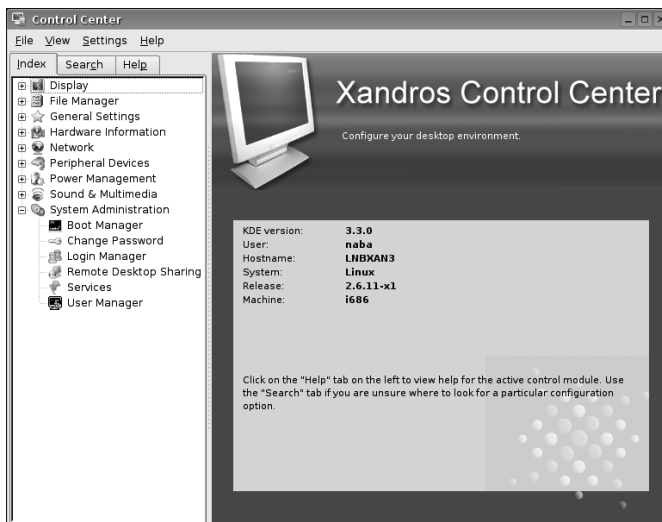 Control Center
File View Settings Help
Index Search Help
Display
File Manager
General Settings
Hardware Information
Network
Peripheral Devices
Power Management
Sound & Multimedia
System Administration
Boot Manager
Change Password
Login Manager
Remote Desktop Sharing
Services
User Manager
Xandros Control Center
Configure your desktop environment.
KDE version: 3.3.0
User: naba
Hostname: LNBXAN3
System: Linux
Release: 2.6.11-x1
Machine: i686
Click on the "Help" tab on the left to view help for the active control module. Use
the "Search" tab if you are unsure where to look for a particular configuration
option.